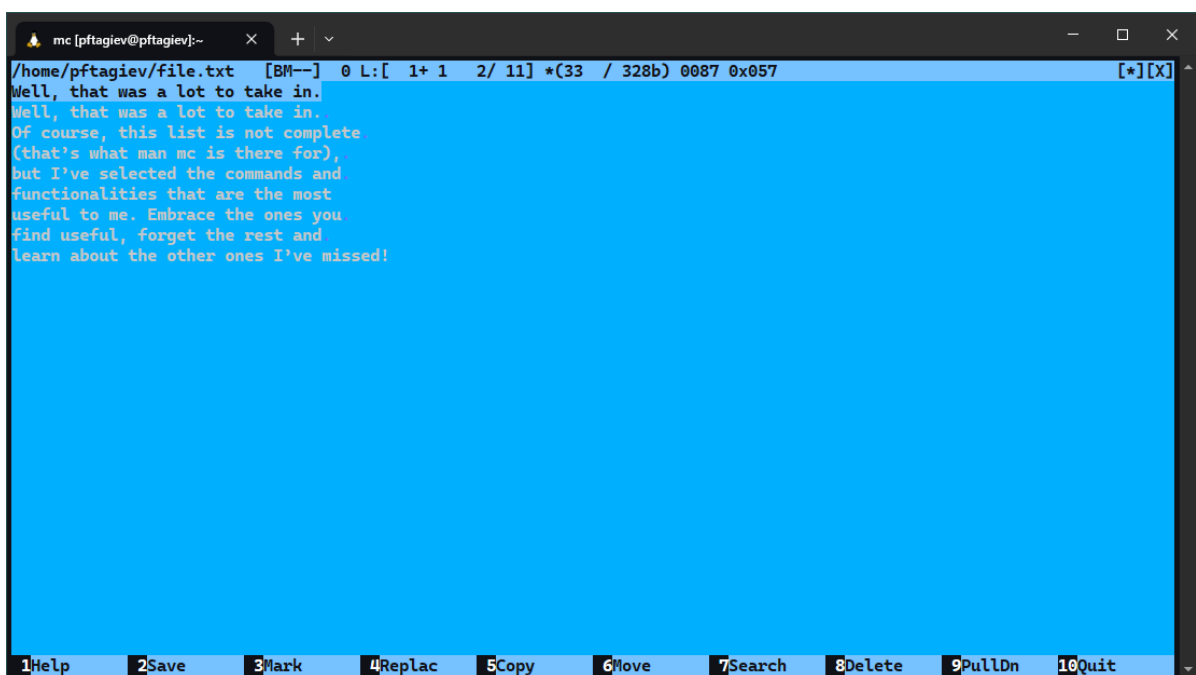 mc [pftagiev@pftagiev]:~
/home/pftagiev/file.txt [BM--] 0 L:[ 1+ 1 2/ 11] *(33 / 328b) 0087 0x057 [*][X]
Well, that was a lot to take in.
Well, that was a lot to take in.
Of course, this list is not complete
(that’s what man mc is there for),
but I’ve selected the commands and
functionalities that are the most
useful to me. Embrace the ones you
find useful, forget the rest and
learn about the other ones I’ve missed!
1Help 2Save 3Mark 4Replac 5Copy 6Move 7Search 8Delete 9PullDn 10Quit